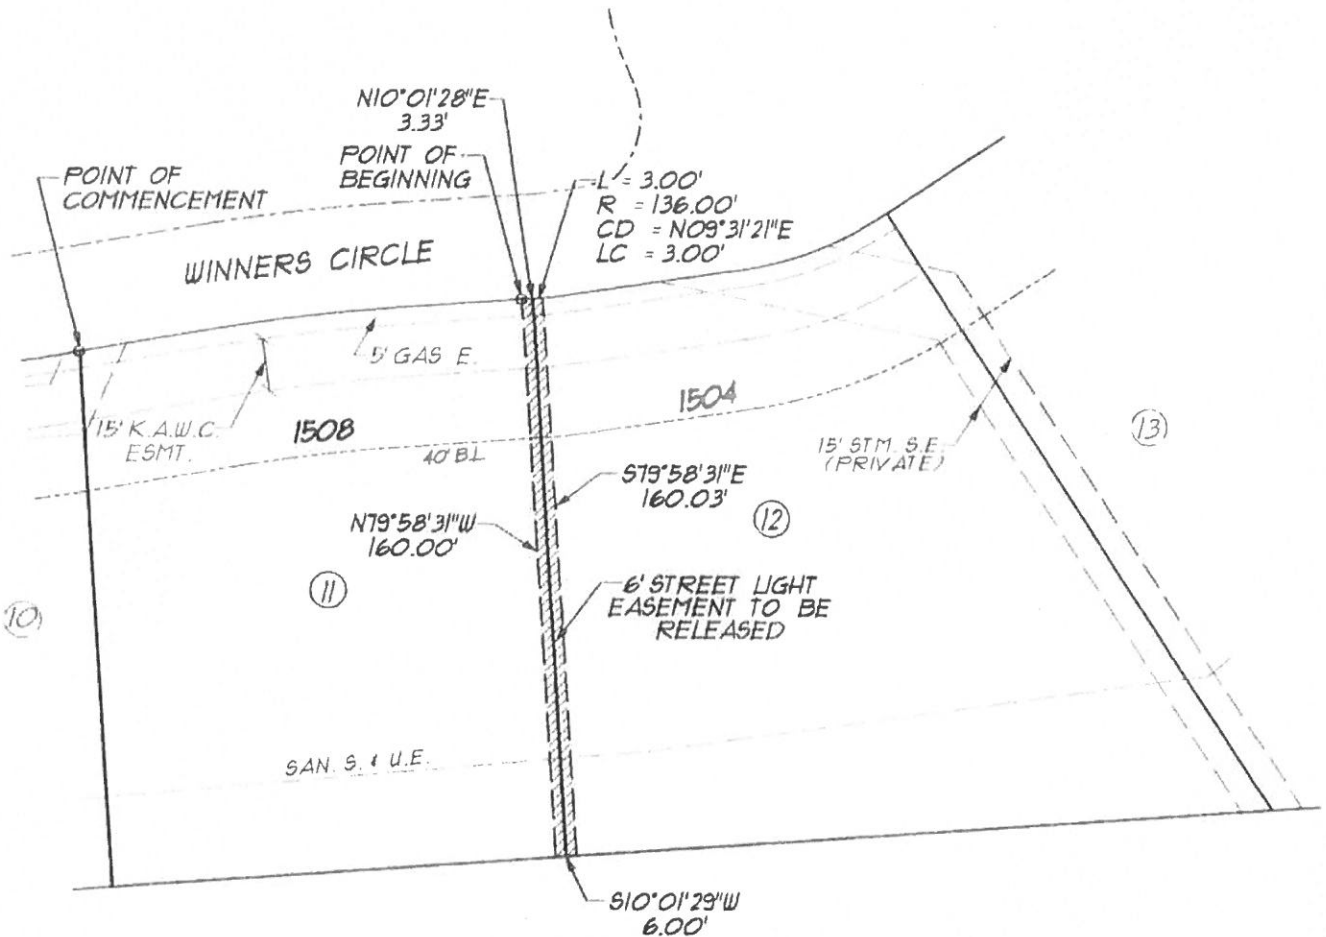 N10°01'28"E
3.33'
POINT OF
BEGINNING
POINT OF
COMMENCEMENT
L = 3.00'
R = 136.00'
CD = N09°31'21"E
LC = 3.00'
WINNERS CIRCLE
5' GAS E.
15' K.A.W.C.
ESMT.
1508
40' BL
1504
15' STM. S.E.
(PRIVATE)
13
S79°58'31"E
160.03'
12
N79°58'31"W
160.00'
11
10
6' STREET LIGHT
EASEMENT TO BE
RELEASED
SAN. S. & U.E.
S10°01'29"W
6.00'